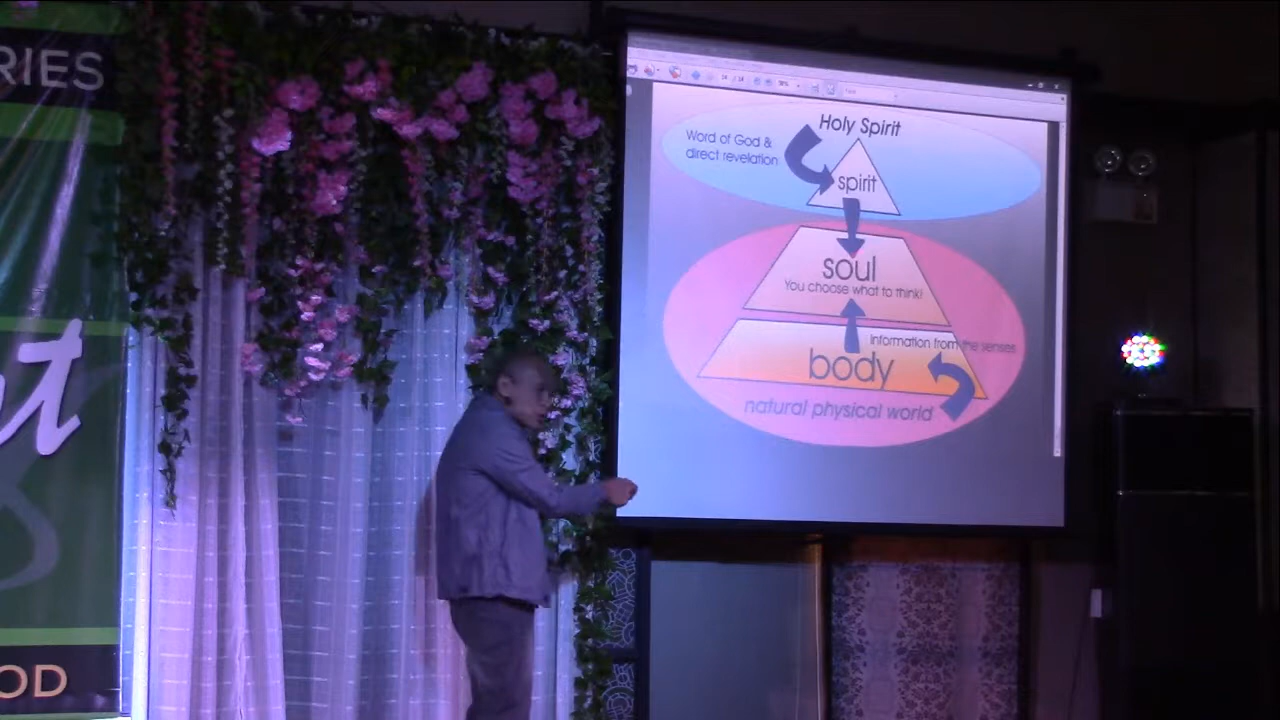 RIES
t
OD
Holy Spirit
Word of God &
direct revelation
spirit
soul
You choose what to think!
Information from the senses
body
natural physical world